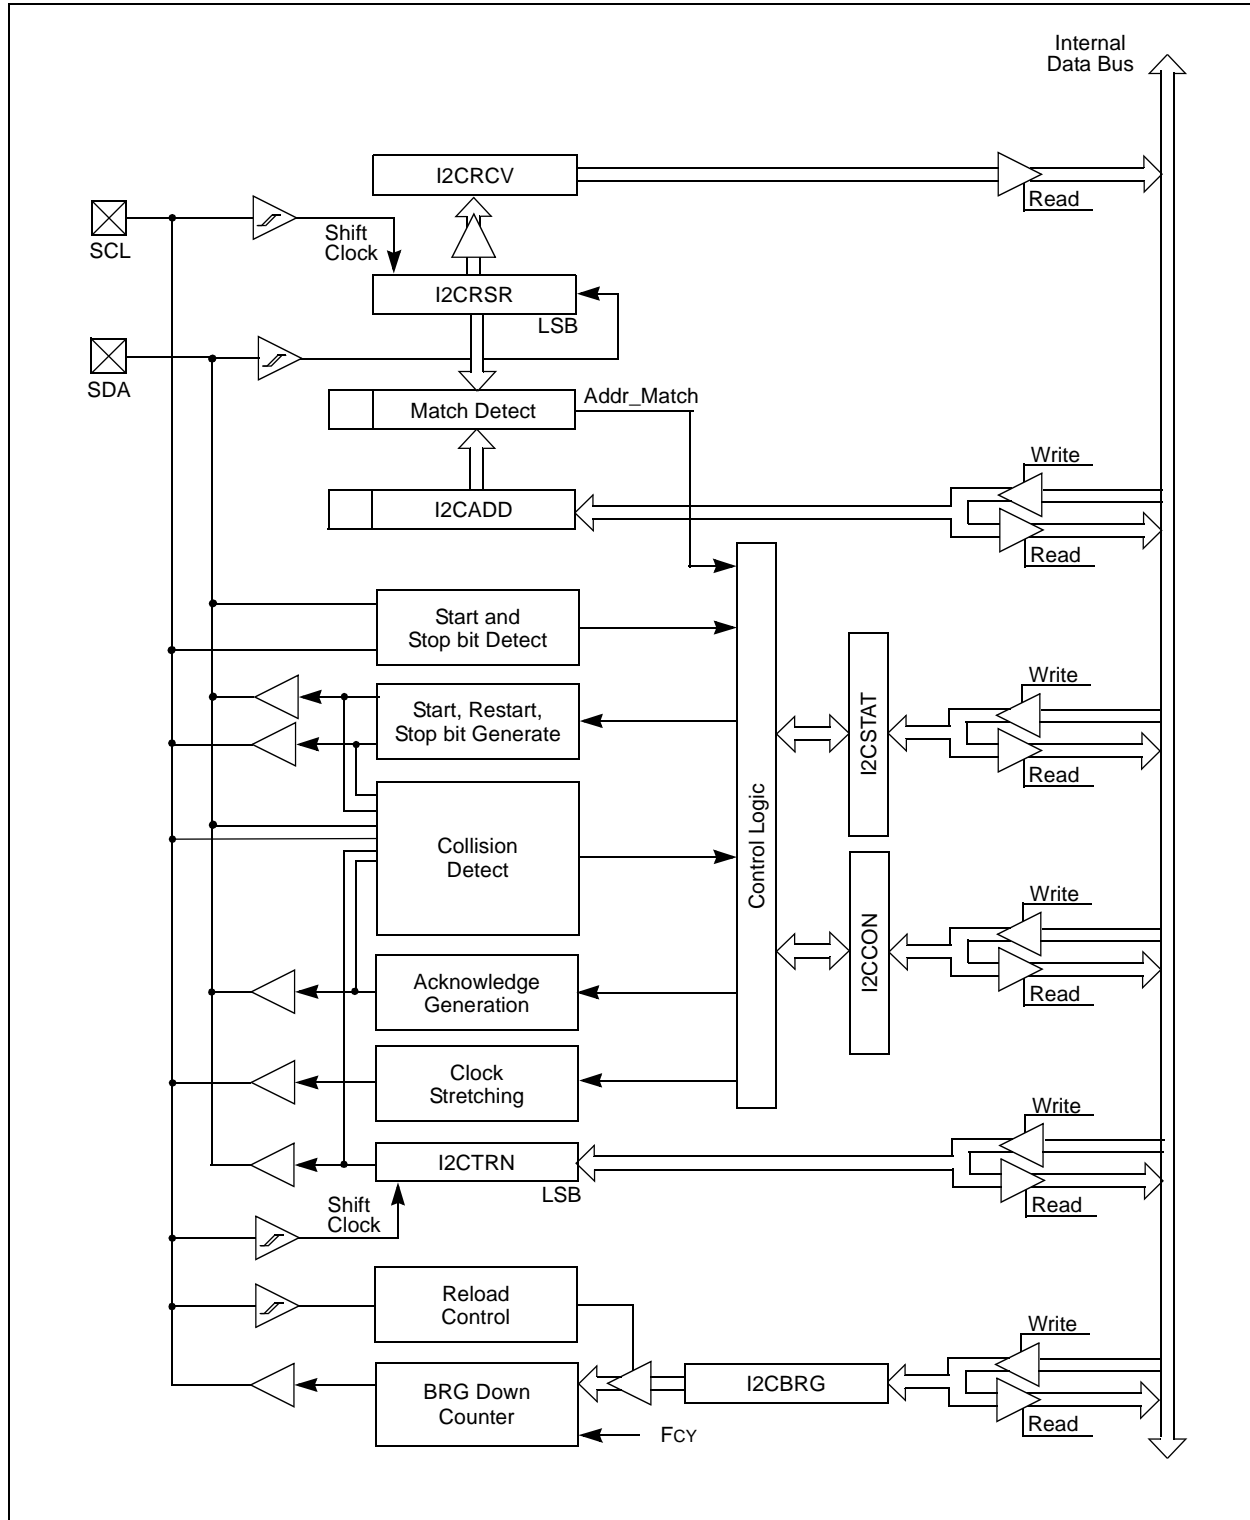 Internal
Data Bus
I2CRCV
Read
SCL
Shift
Clock
I2CRSR
LSB
SDA
Match Detect
Addr_Match
Write
I2CADD
Read
Start and
Stop bit Detect
Write
Start, Restart,
Stop bit Generate
I2CSTAT
Read
Control Logic
Collision
Detect
Write
I2CCON
Acknowledge
Generation
Read
Clock
Stretching
Write
I2CTRN
LSB
Shift
Clock
Read
Reload
Control
Write
I2CBRG
BRG Down
Counter
Read
FCY